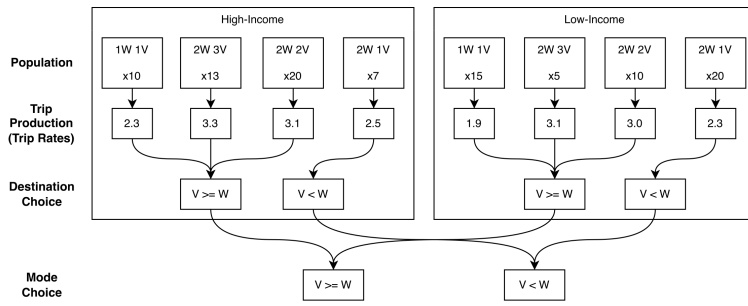 High-Income
Low-Income
Population
1W 1V
x10
2W 3V
x13
2W 2V
x20
2W 1V
x7
1W 1V
x15
2W 3V
x5
2W 2V
x10
2W 1V
x20
Trip
Production
(Trip Rates)
2.3
3.3
3.1
2.5
1.9
3.1
3.0
2.3
Destination
Choice
V >= W
V < W
V >= W
V < W
Mode
Choice
V >= W
V < W